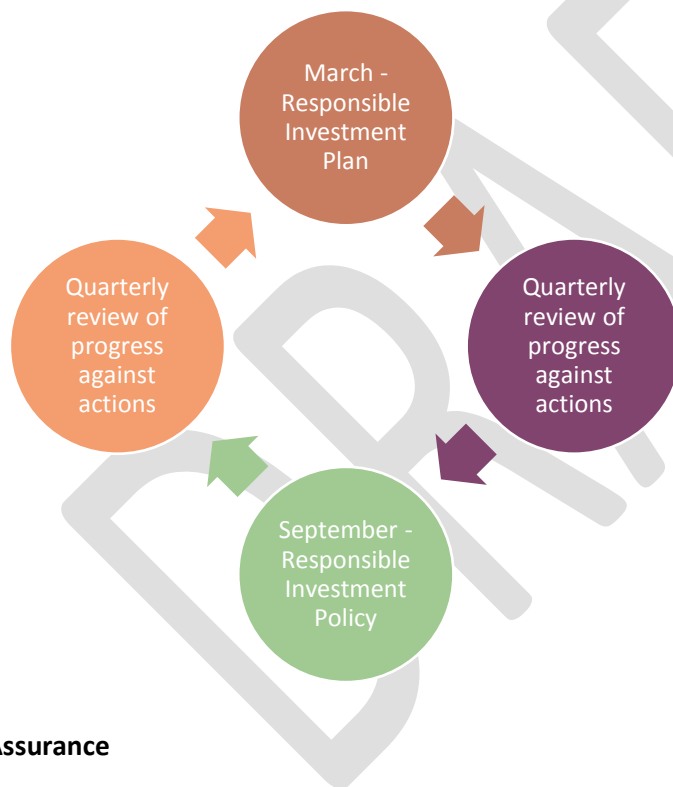 March -
Responsible
Investment
Plan
Quarterly
review of
progress
against
actions
Quarterly
review of
progress
against
actions
September -
Responsible
Investment
Policy
Assurance